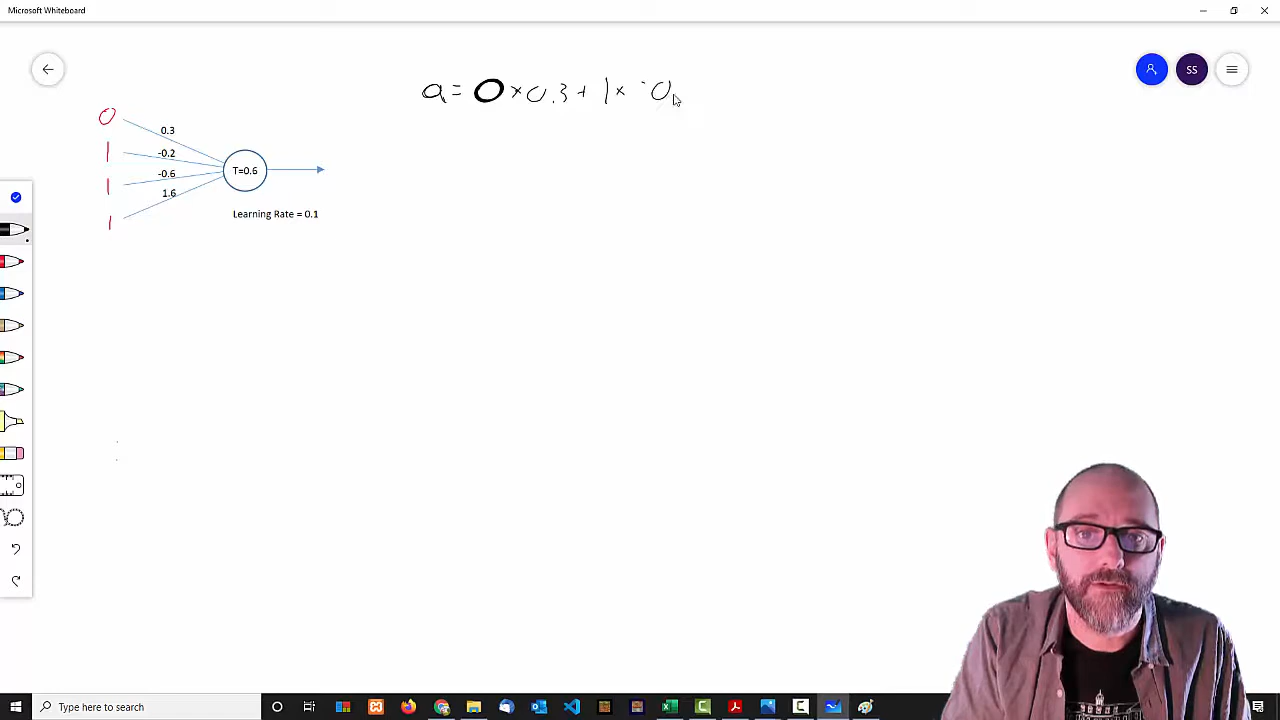 Microsoft Whiteboard
SS
a = 0 × 0.3 + 1 × -0.
0
0.3
1
-0.2
T=0.6
1
-0.6
1.6
1
Learning Rate = 0.1
Type here to search